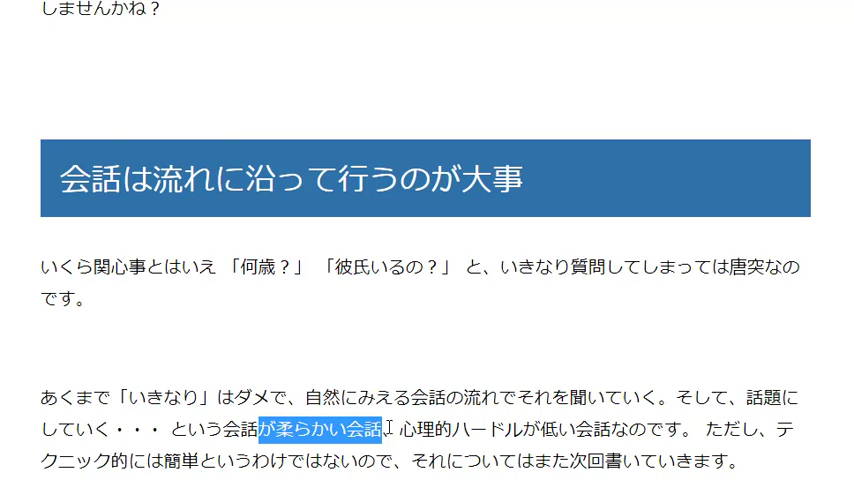 しませんかね？
会話は流れに沿って行うのが大事
いくら関心事とはいえ 「何歳？」 「彼氏いるの？」 と、いきなり質問してしまっては唐突なの
です。
あくまで「いきなり」はダメで、自然にみえる会話の流れでそれを聞いていく。そして、話題に
していく・・・ という会話が柔らかい会話、心理的ハードルが低い会話なのです。 ただし、テ
クニック的には簡単というわけではないので、それについてはまた次回書いていきます。